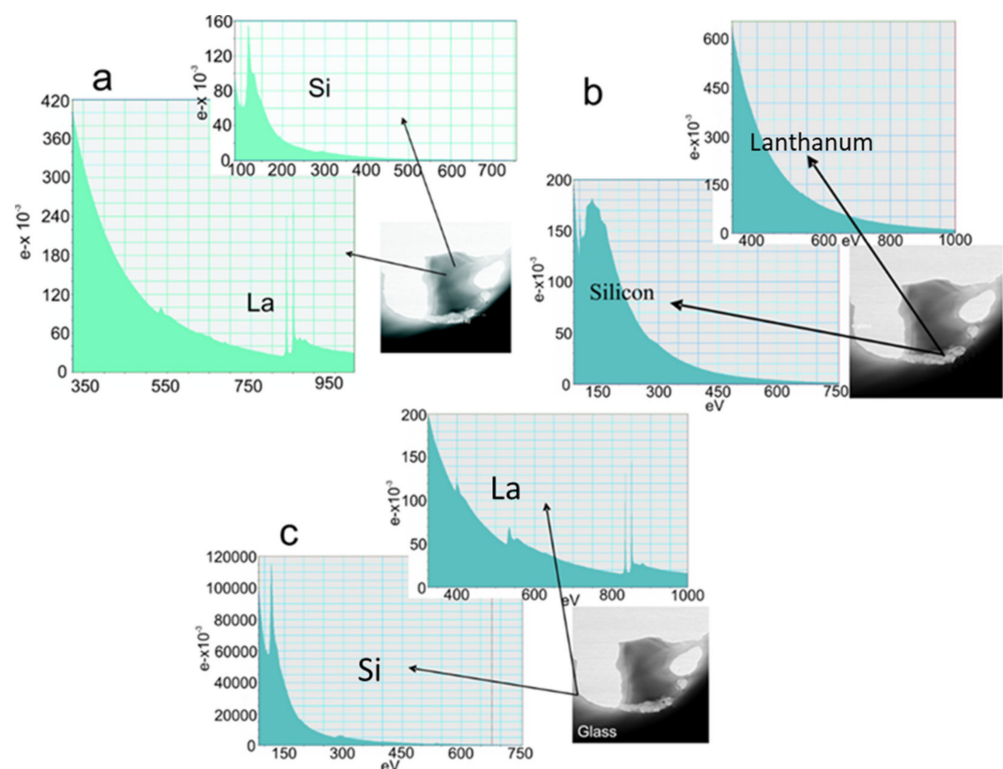 a
e-x 10⁻³
160
120
80
40
0
Si
100 200 300 400 500 600 700
e-x 10⁻³
420
360
300
240
180
120
60
0
La
350 550 750 950
b
e-x10⁻³
600
450
300
150
0
Lanthanum
400 600 eV 800 1000
e-x10⁻³
200
150
100
50
0
Silicon
150 300 450 600 750
eV
c
e-x10⁻³
200
150
100
50
0
La
400 600 eV 800 1000
e-x10⁻³
120000
100000
80000
60000
40000
20000
0
Si
150 300 450 600 750
eV
Glass